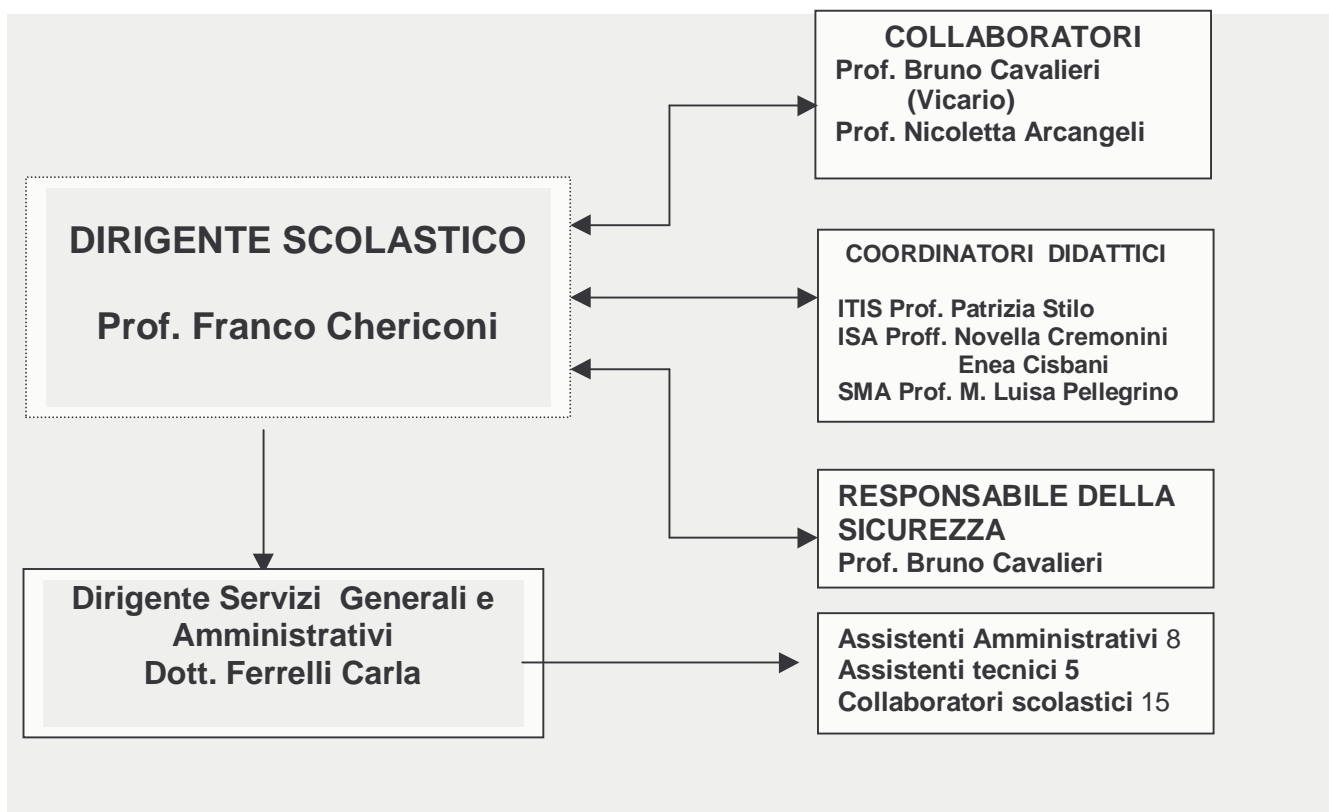 COLLABORATORI
Prof. Bruno Cavalieri
(Vicario)
Prof. Nicoletta Arcangeli
DIRIGENTE SCOLASTICO
Prof. Franco Chericoni
COORDINATORI DIDATTICI
ITIS Prof. Patrizia Stilo
ISA Proff. Novella Cremonini
Enea Cisbani
SMA Prof. M. Luisa Pellegrino
RESPONSABILE DELLA
SICUREZZA
Prof. Bruno Cavalieri
Dirigente Servizi Generali e
Amministrativi
Dott. Ferrelli Carla
Assistenti Amministrativi 8
Assistenti tecnici 5
Collaboratori scolastici 15